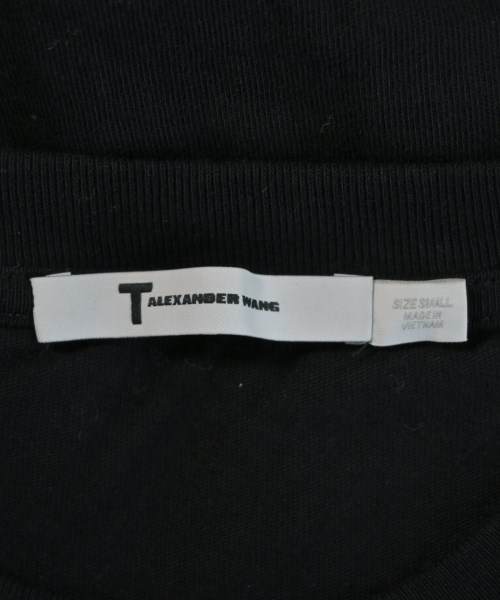 T ALEXANDER WANG
SIZE SMALL
MADE IN
VIETNAM